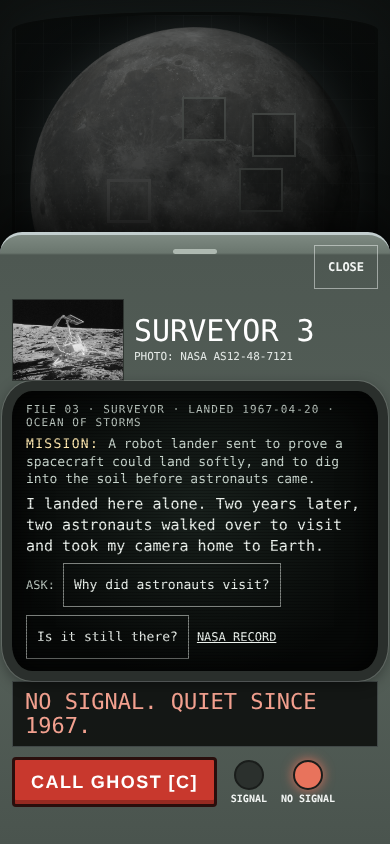 CLOSE
SURVEYOR 3
PHOTO: NASA AS12-48-7121
FILE 03 · SURVEYOR · LANDED 1967-04-20 ·
OCEAN OF STORMS
MISSION: A robot lander sent to prove a
spacecraft could land softly, and to dig
into the soil before astronauts came.
I landed here alone. Two years later,
two astronauts walked over to visit
and took my camera home to Earth.
ASK: Why did astronauts visit?
Is it still there? NASA RECORD
NO SIGNAL. QUIET SINCE
1967.
CALL GHOST [C]
SIGNAL NO SIGNAL